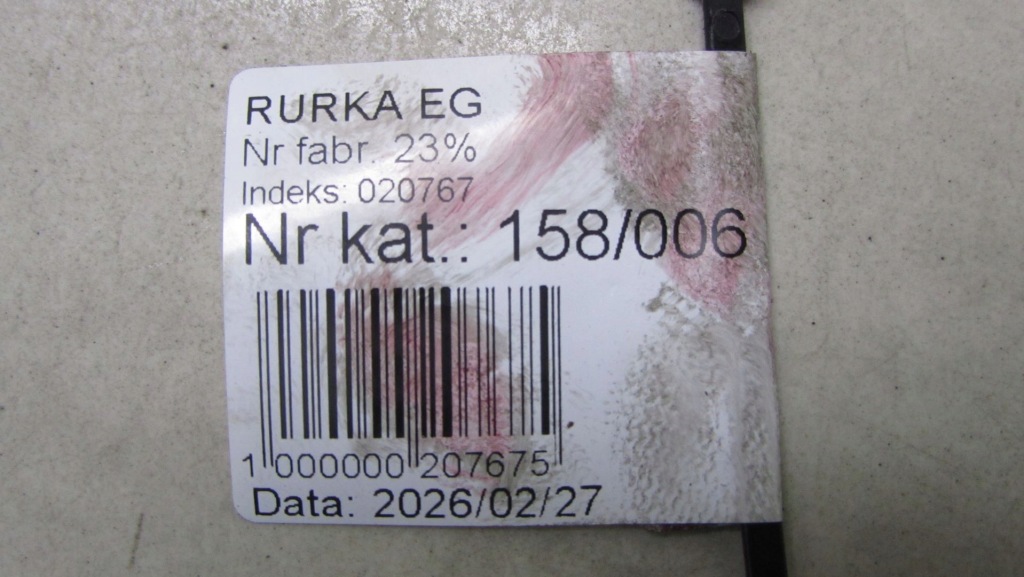 RURKA EG
Nr fabr. 23%
Indeks: 020767
Nr kat.: 158/006
1 000000 207675
Data: 2026/02/27